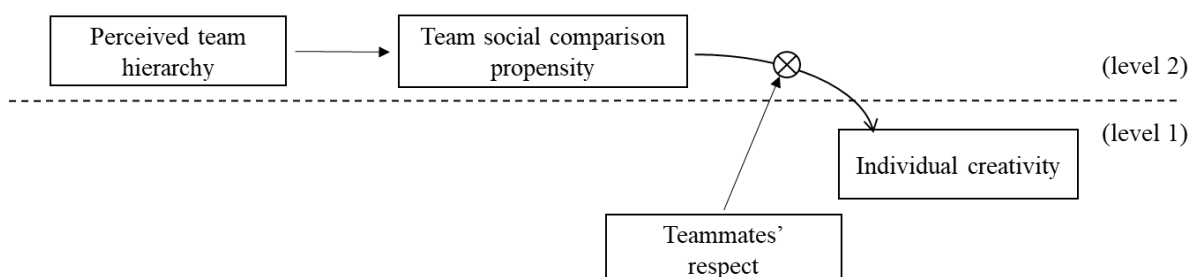 Perceived team
hierarchy
Team social comparison
propensity
(level 2)
(level 1)
Individual creativity
Teammates’
respect